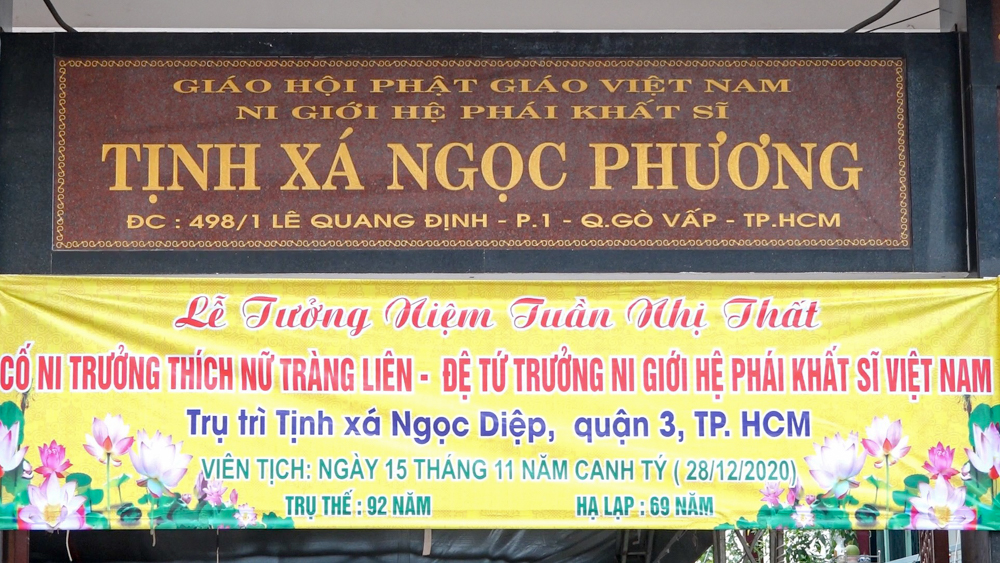 GIÁO HỘI PHẬT GIÁO VIỆT NAM
NI GIỚI HỆ PHÁI KHẤT SĨ
TỊNH XÁ NGỌC PHƯƠNG
ĐC : 498/1 LÊ QUANG ĐỊNH - P.1 - Q.GÒ VẤP - TP.HCM
Lễ Tưởng Niệm Tuần Nhị Thất
CỐ NI TRƯỞNG THÍCH NỮ TRÀNG LIÊN - ĐỆ TỨ TRƯỞNG NI GIỚI HỆ PHÁI KHẤT SĨ VIỆT NAM
Trụ trì Tịnh xá Ngọc Diệp, quận 3, TP. HCM
VIÊN TỊCH: NGÀY 15 THÁNG 11 NĂM CANH TÝ ( 28/12/2020)
TRỤ THẾ : 92 NĂM HẠ LẠP : 69 NĂM